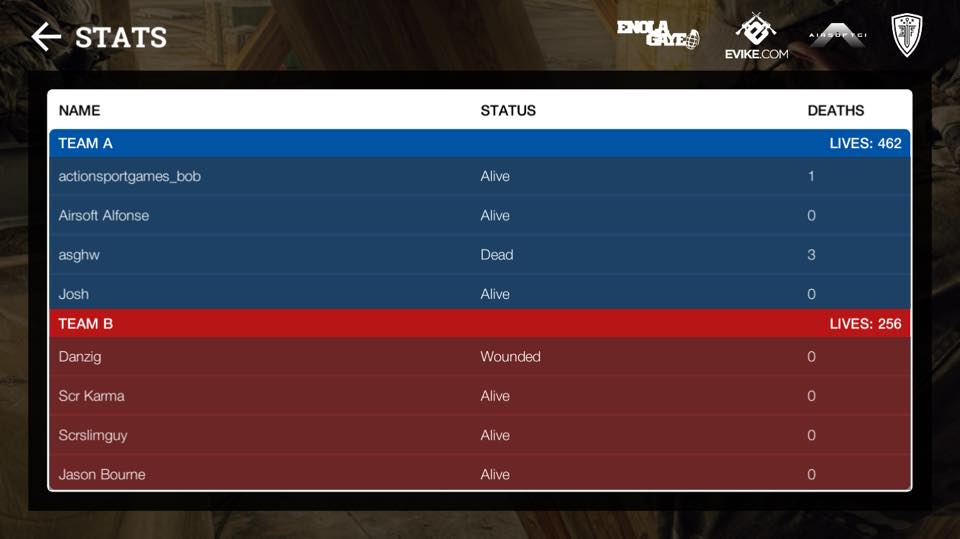 STATS
ENOLA GAYE
EVIKE.COM
AIRSOFTGI
NAME STATUS DEATHS
TEAM A LIVES: 462
actionsportgames_bob Alive 1
Airsoft Alfonse Alive 0
asghw Dead 3
Josh Alive 0
TEAM B LIVES: 256
Danzig Wounded 0
Scr Karma Alive 0
Scrslimguy Alive 0
Jason Bourne Alive 0